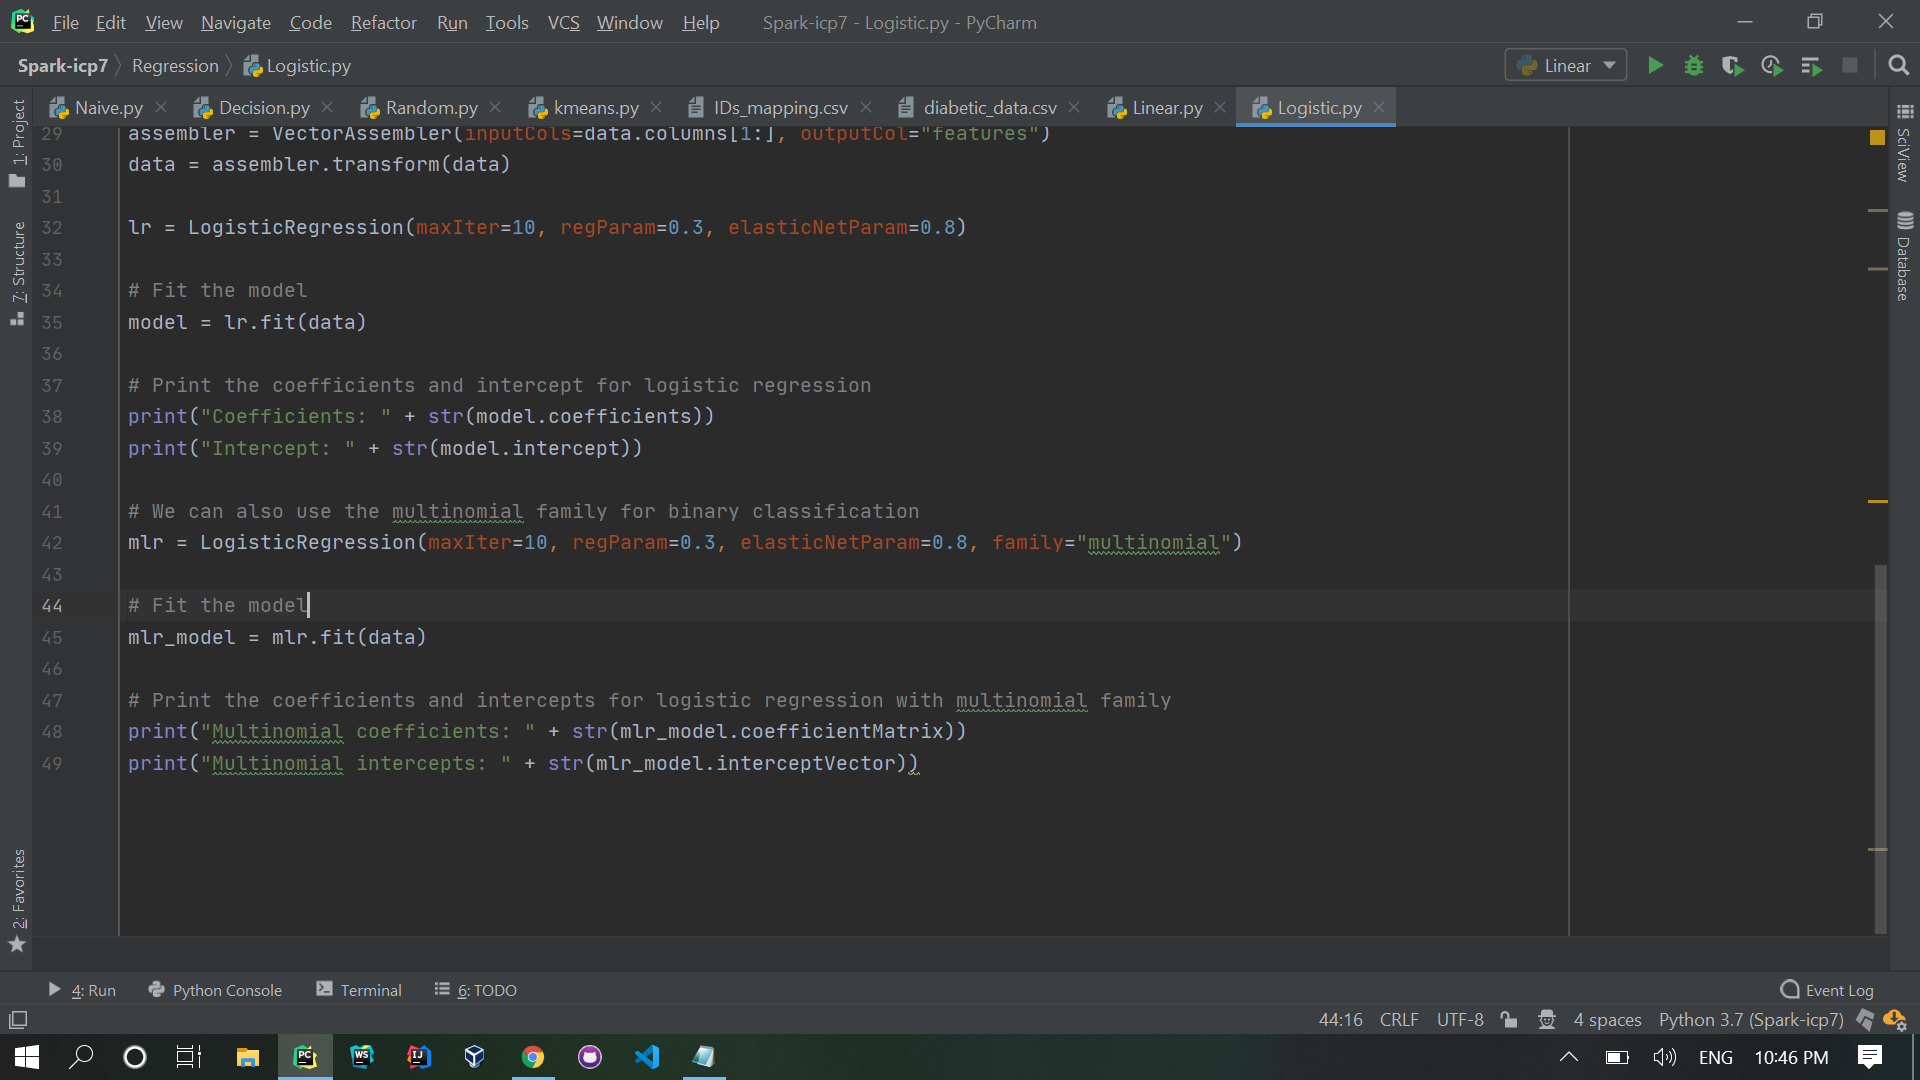 File Edit View Navigate Code Refactor Run Tools VCS Window Help Spark-icp7 - Logistic.py - PyCharm
Spark-icp7 Regression Logistic.py Linear
Naive.py Decision.py Random.py kmeans.py IDs_mapping.csv diabetic_data.csv Linear.py Logistic.py
1: Project
7: Structure
2: Favorites
SciView
Database
29 assembler = VectorAssembler(inputCols=data.columns[1:], outputCol="features")
30 data = assembler.transform(data)
31
32 lr = LogisticRegression(maxIter=10, regParam=0.3, elasticNetParam=0.8)
33
34 # Fit the model
35 model = lr.fit(data)
36
37 # Print the coefficients and intercept for logistic regression
38 print("Coefficients: " + str(model.coefficients))
39 print("Intercept: " + str(model.intercept))
40
41 # We can also use the multinomial family for binary classification
42 mlr = LogisticRegression(maxIter=10, regParam=0.3, elasticNetParam=0.8, family="multinomial")
43
44 # Fit the model
45 mlr_model = mlr.fit(data)
46
47 # Print the coefficients and intercepts for logistic regression with multinomial family
48 print("Multinomial coefficients: " + str(mlr_model.coefficientMatrix))
49 print("Multinomial intercepts: " + str(mlr_model.interceptVector))
4: Run Python Console Terminal 6: TODO Event Log
44:16 CRLF UTF-8 4 spaces Python 3.7 (Spark-icp7)
PC WS IJ ENG 10:46 PM